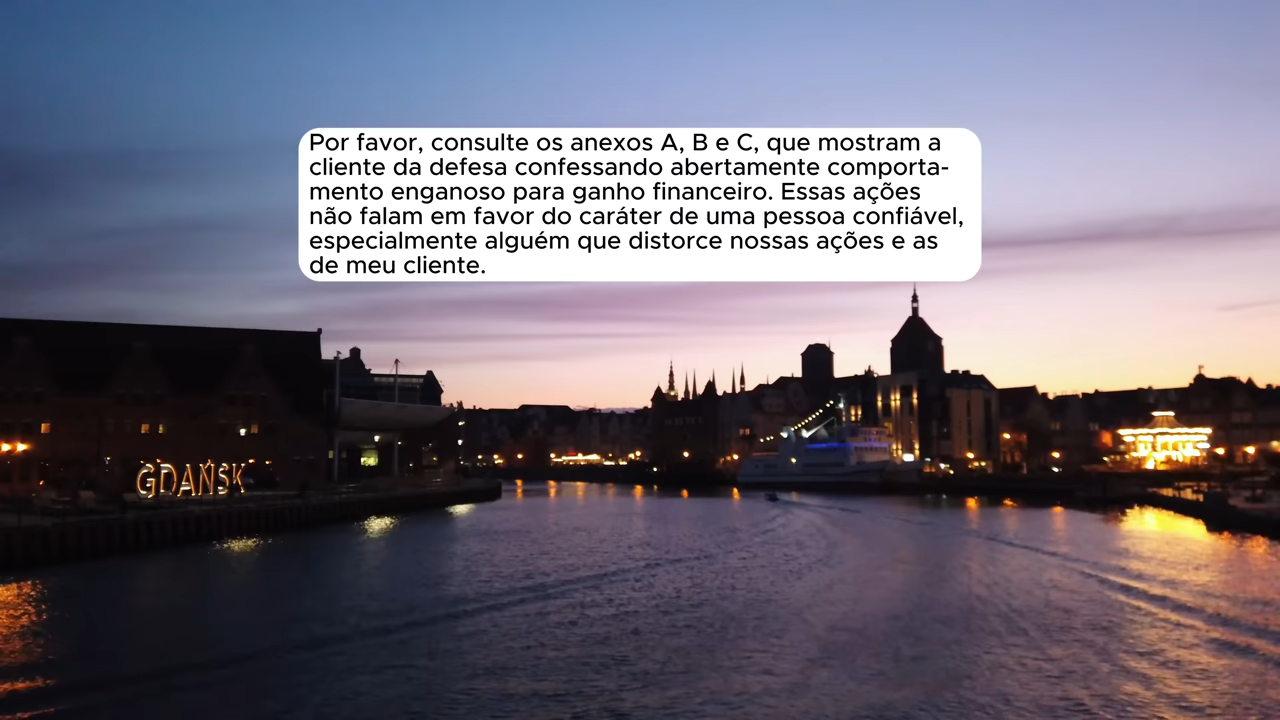 Por favor, consulte os anexos A, B e C, que mostram a
cliente da defesa confessando abertamente comporta-
mento enganoso para ganho financeiro. Essas ações
não falam em favor do caráter de uma pessoa confiável,
especialmente alguém que distorce nossas ações e as
de meu cliente.
GDAŃSK